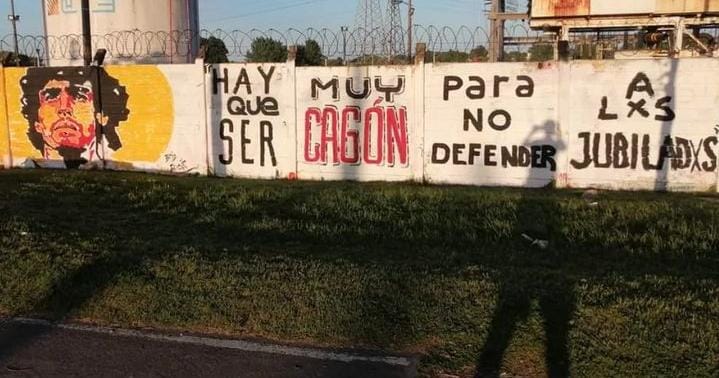 HAY
QUE
SER
MUY
CAGÓN
PARA
NO
DEFENDER
A
LXS
JUBILADXS